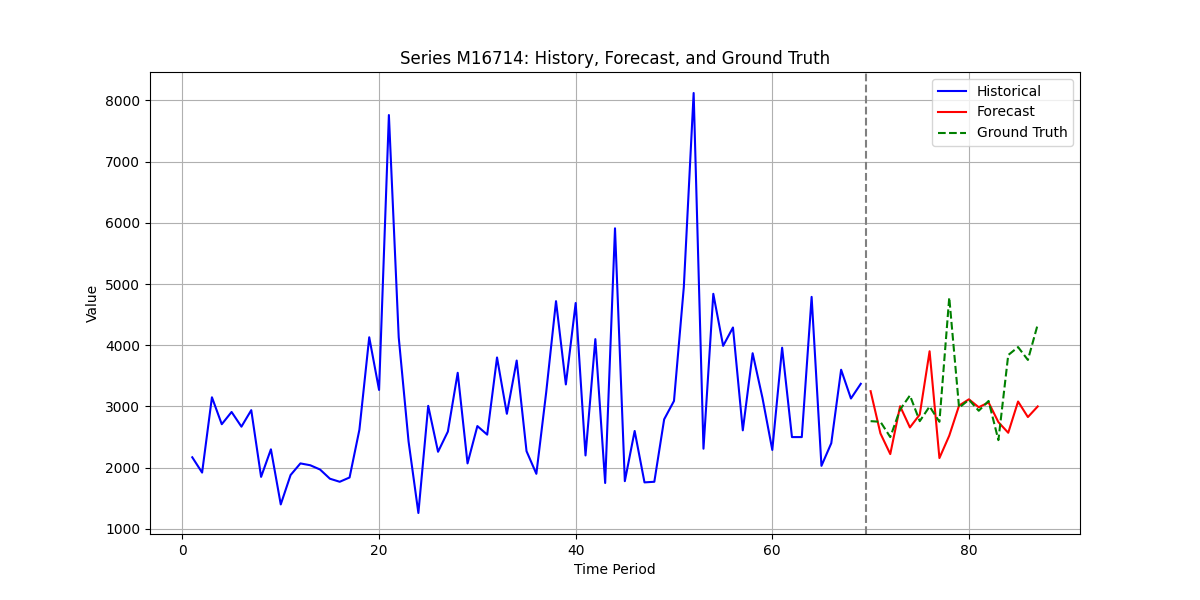 Series M16714: History, Forecast, and Ground Truth
Historical
Forecast
Ground Truth
8000
7000
6000
5000
4000
3000
2000
1000
Value
0
20
40
60
80
Time Period